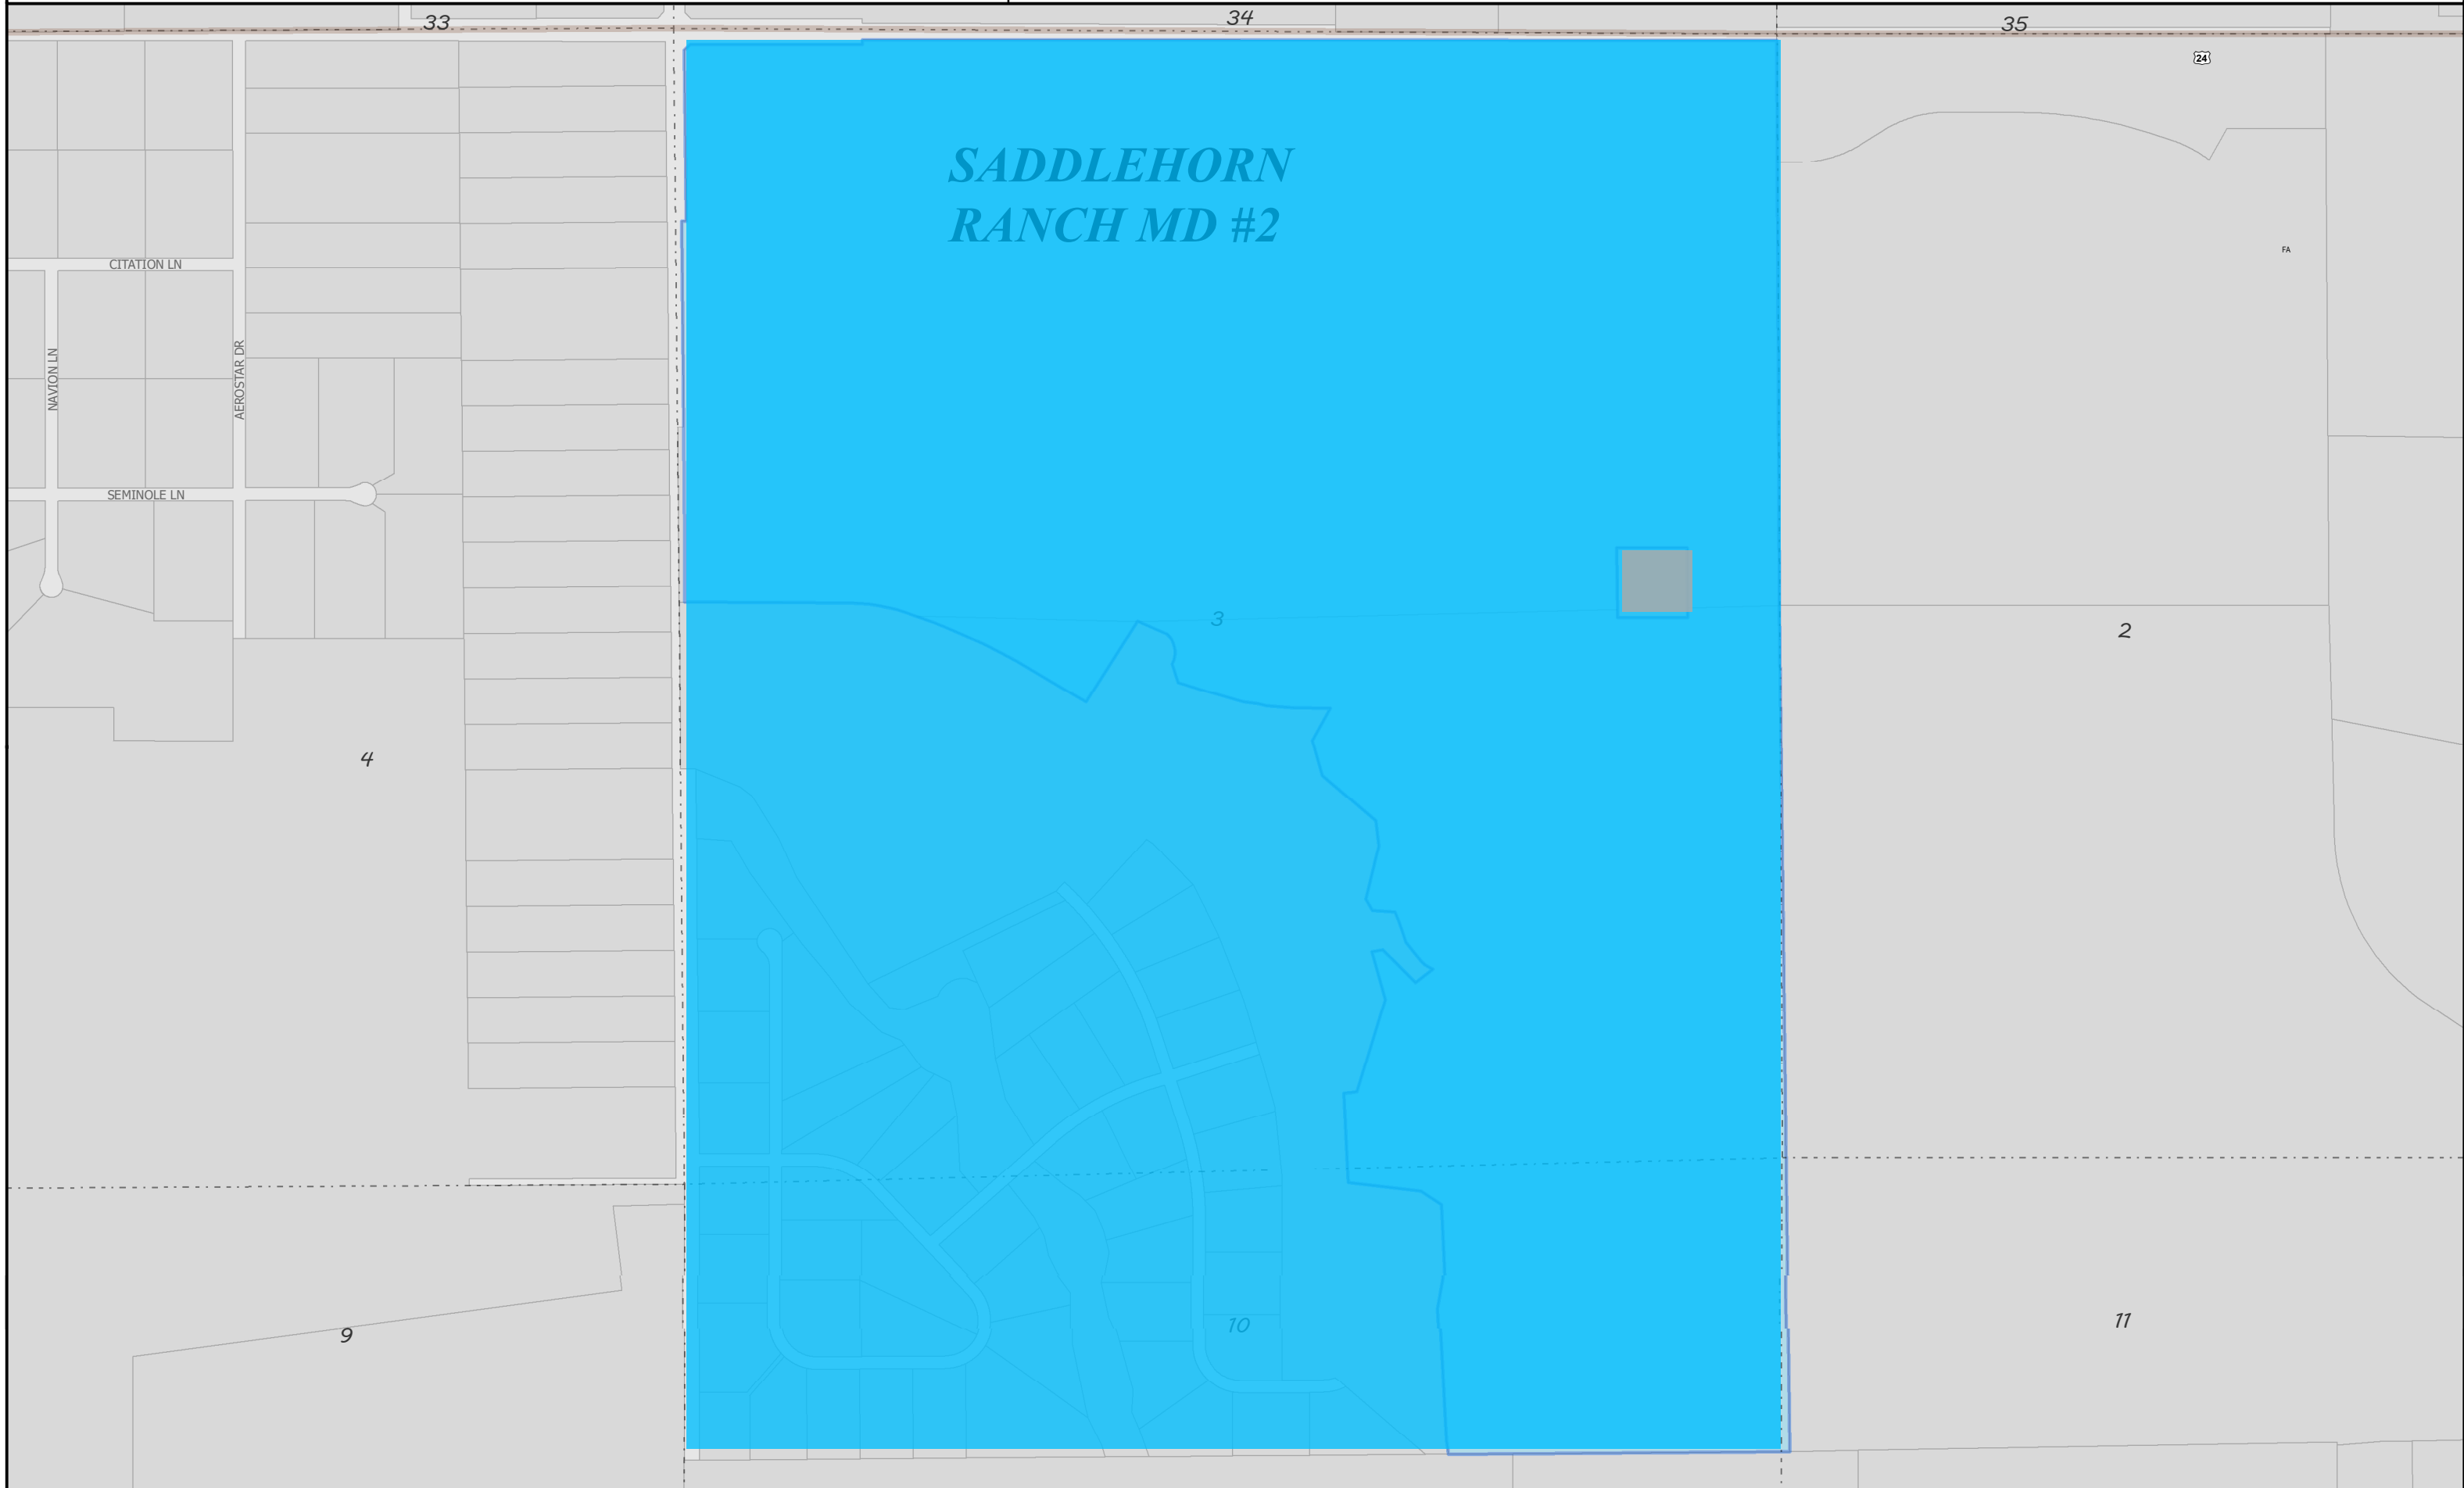 33
34
35
24
SADDLEHORN
RANCH MD #2
FA
CITATION LN
NAVION LN
AEROSTAR DR
SEMINOLE LN
3
2
4
10
11
9